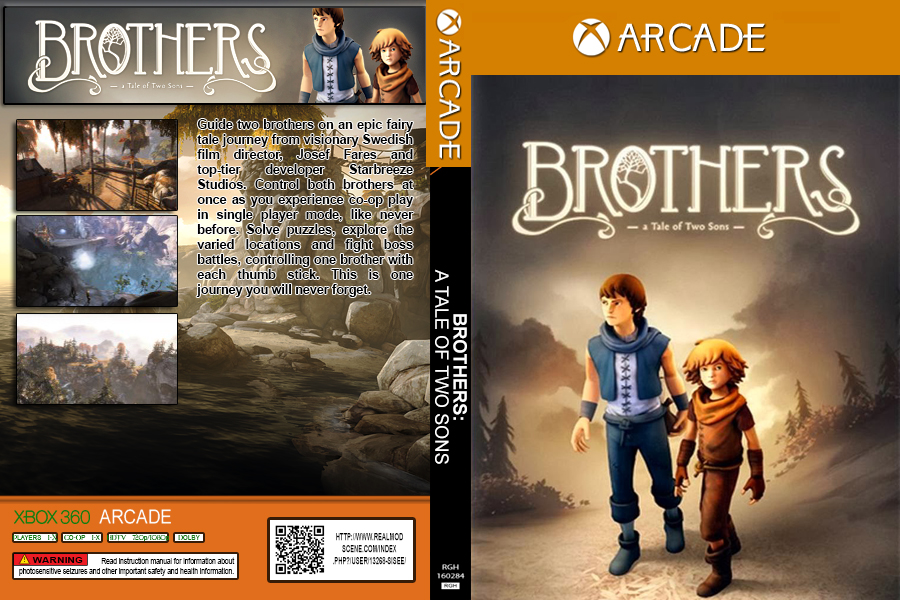 BROTHERS
a Tale of Two Sons
Guide two brothers on an epic fairy
tale journey from visionary Swedish
film director, Josef Fares and
top-tier developer Starbreeze
Studios. Control both brothers at
once as you experience co-op play
in single player mode, like never
before. Solve puzzles, explore the
varied locations and fight boss
battles, controlling one brother with
each thumb stick. This is one
journey you will never forget.
XBOX 360 ARCADE
PLAYERS 1-X CO-OP 1-X HDTV 720p/1080p DOLBY
WARNING Read instruction manual for information about
photosensitive seizures and other important safety and health information.
HTTP://WWW.REALMOD
SCENE.COM/INDEX
.PHP?/USER/13268-SISEE/
ARCADE
BROTHERS:
A TALE OF TWO SONS
RGH
160284
RGH
ARCADE
BROTHERS
a Tale of Two Sons